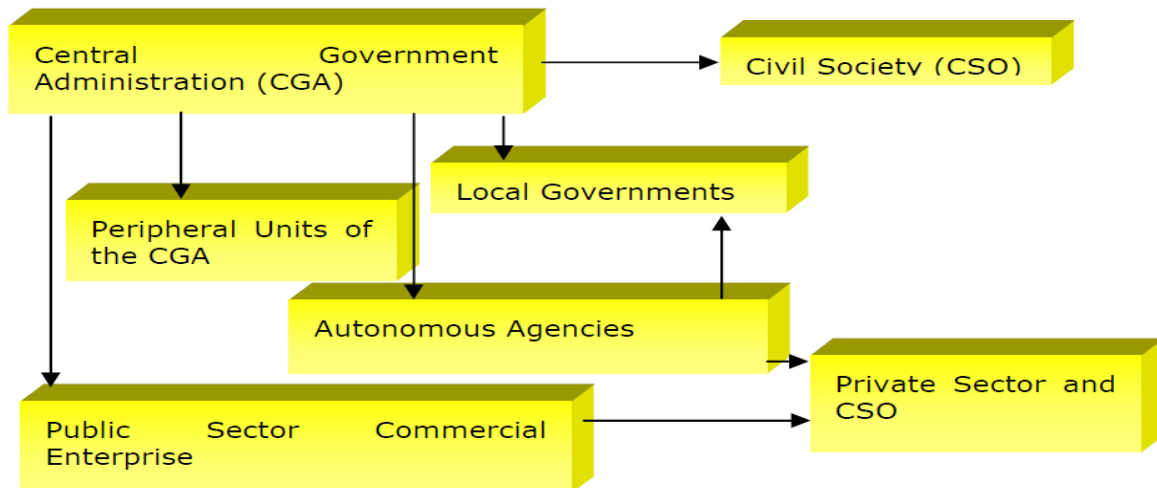 Central Government
Administration (CGA)
Civil Society (CSO)
Local Governments
Peripheral Units of
the CGA
Autonomous Agencies
Private Sector and
CSO
Public Sector Commercial
Enterprise